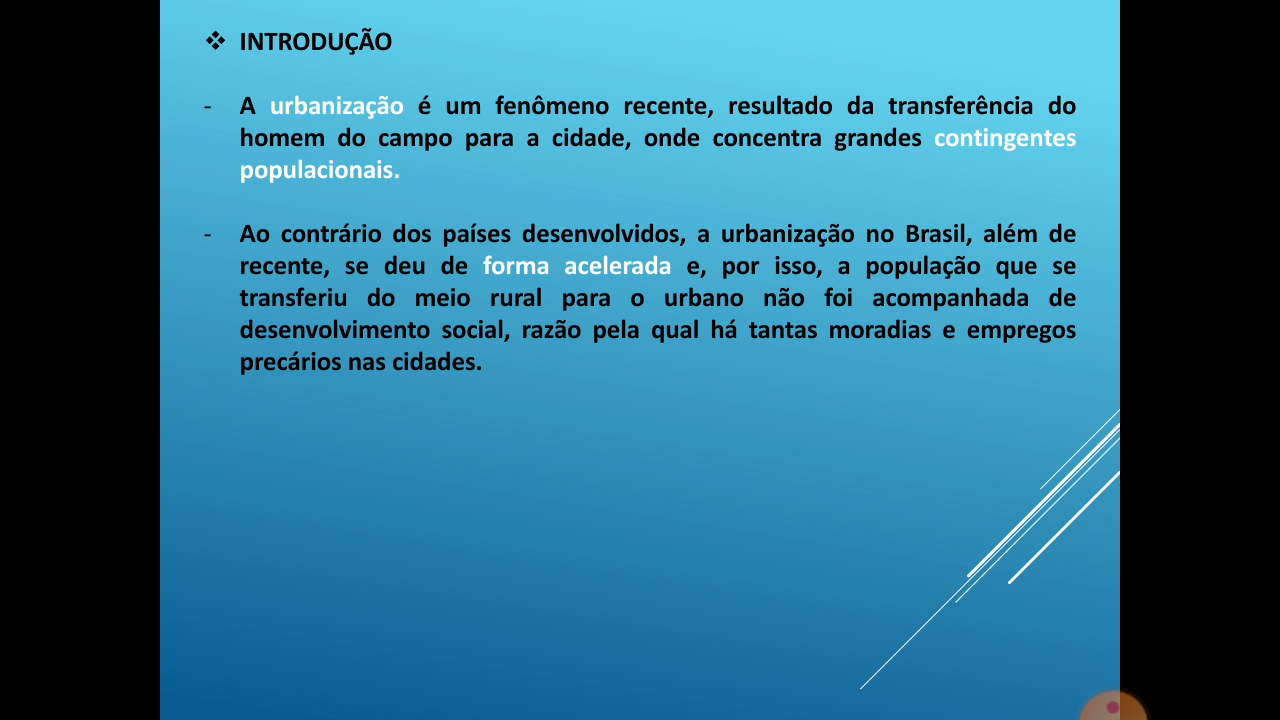 ❖ INTRODUÇÃO
- A urbanização é um fenômeno recente, resultado da transferência do
homem do campo para a cidade, onde concentra grandes contingentes
populacionais.
- Ao contrário dos países desenvolvidos, a urbanização no Brasil, além de
recente, se deu de forma acelerada e, por isso, a população que se
transferiu do meio rural para o urbano não foi acompanhada de
desenvolvimento social, razão pela qual há tantas moradias e empregos
precários nas cidades.